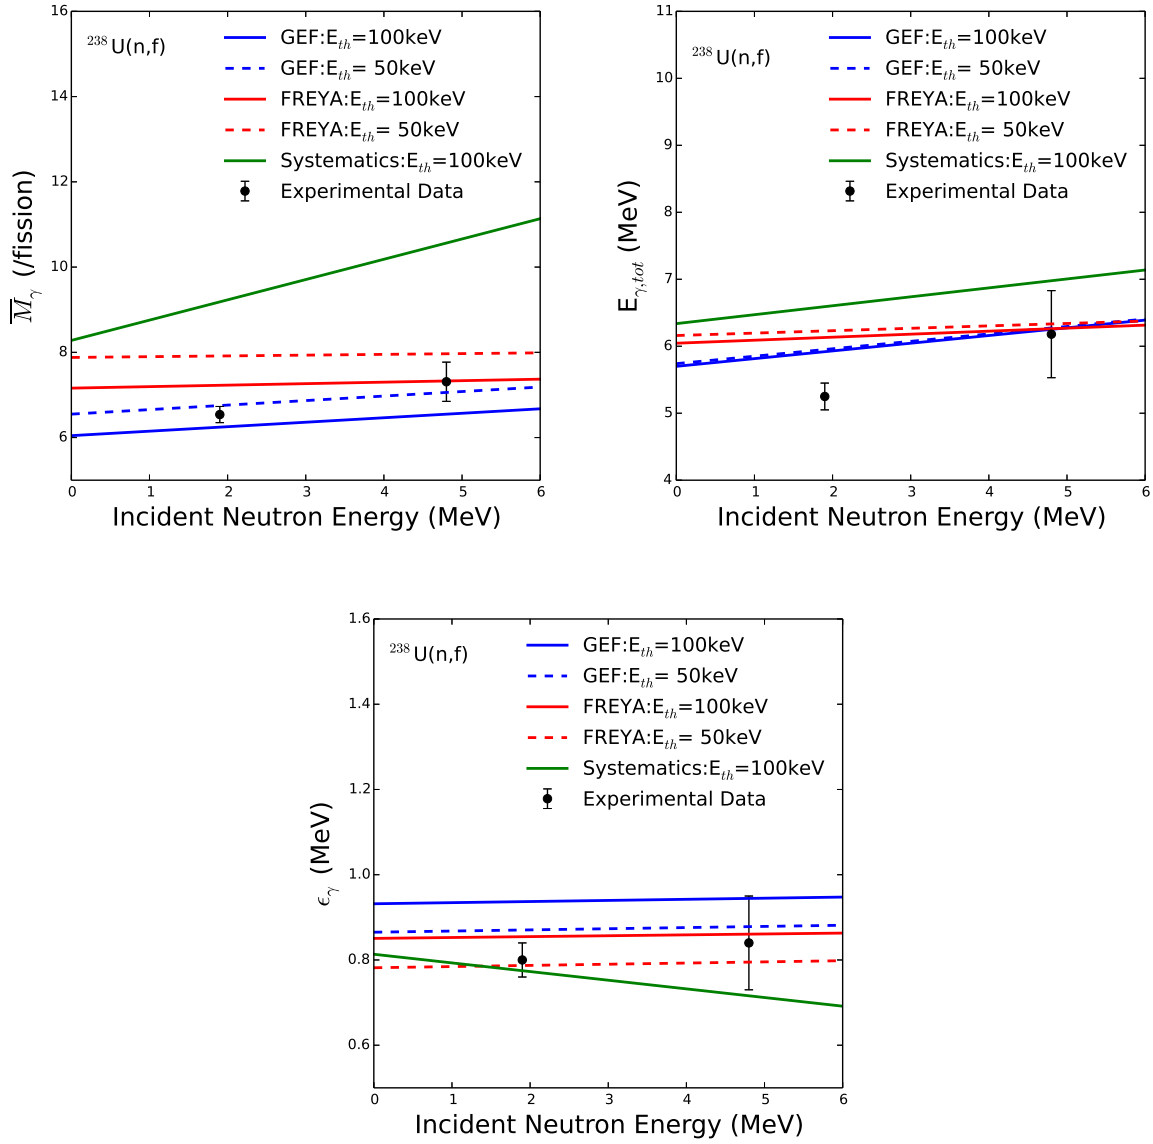 16
14
12
10
8
6
0 1 2 3 4 5 6
M̅γ (/fission)
Incident Neutron Energy (MeV)
²³⁸U(n,f)
GEF:E_th=100keV
GEF:E_th= 50keV
FREYA:E_th=100keV
FREYA:E_th= 50keV
Systematics:E_th=100keV
Experimental Data
11
10
9
8
7
6
5
4
0 1 2 3 4 5 6
E_γ,tot (MeV)
Incident Neutron Energy (MeV)
²³⁸U(n,f)
GEF:E_th=100keV
GEF:E_th= 50keV
FREYA:E_th=100keV
FREYA:E_th= 50keV
Systematics:E_th=100keV
Experimental Data
1.6
1.4
1.2
1.0
0.8
0.6
0 1 2 3 4 5 6
ϵγ (MeV)
Incident Neutron Energy (MeV)
²³⁸U(n,f)
GEF:E_th=100keV
GEF:E_th= 50keV
FREYA:E_th=100keV
FREYA:E_th= 50keV
Systematics:E_th=100keV
Experimental Data